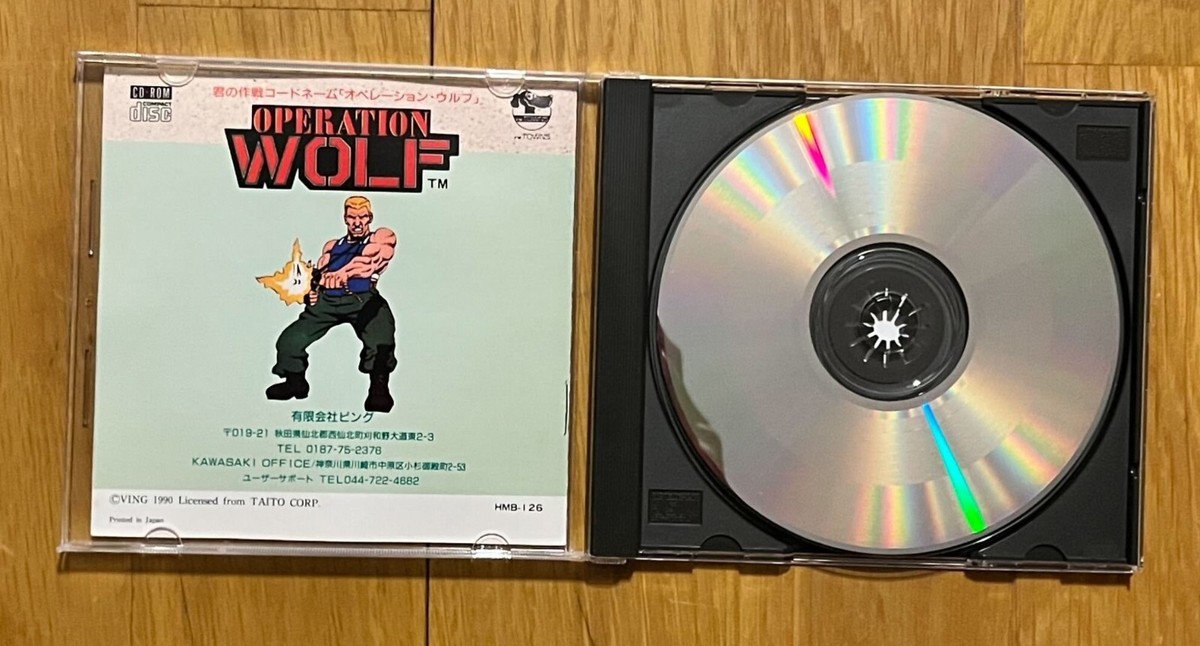 CD-ROM
COMPACT
disc
君の作戦コードネーム「オペレーション・ウルフ」。
OPERATION
WOLF TM
有限会社ビング
〒019-21 秋田県仙北郡西仙北町刈和野大道東2-3
TEL 0187-75-2376
KAWASAKI OFFICE/神奈川県川崎市中原区小杉御殿町2-53
ユーザーサポート TEL044-722-4682
©VING 1990 Licensed from TAITO CORP.
HMB-126
Printed in Japan